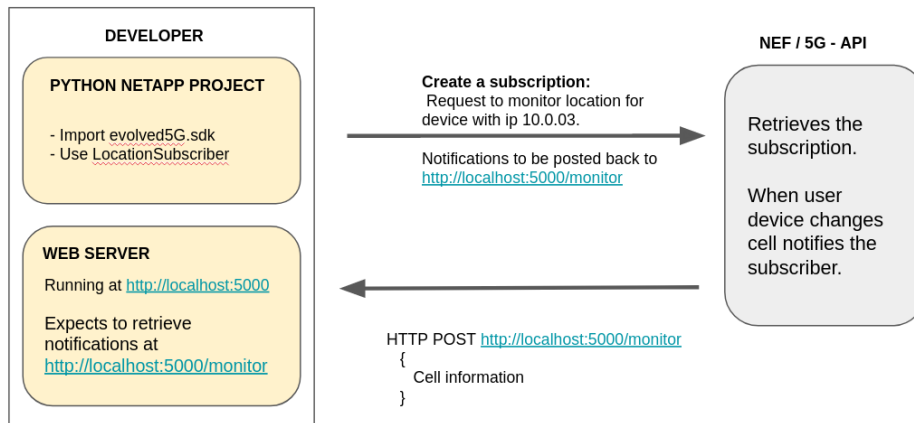 DEVELOPER
PYTHON NETAPP PROJECT
- Import evolved5G.sdk
- Use LocationSubscriber
WEB SERVER
Running at http://localhost:5000
Expects to retrieve
notifications at
http://localhost:5000/monitor
Create a subscription:
Request to monitor location for
device with ip 10.0.03.
Notifications to be posted back to
http://localhost:5000/monitor
HTTP POST http://localhost:5000/monitor
{
Cell information
}
NEF / 5G - API
Retrieves the
subscription.
When user
device changes
cell notifies the
subscriber.